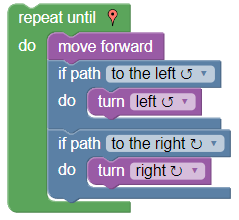 repeat until
do move forward
if path to the left ↺ ▾
do turn left ↺ ▾
if path to the right ↻ ▾
do turn right ↻ ▾